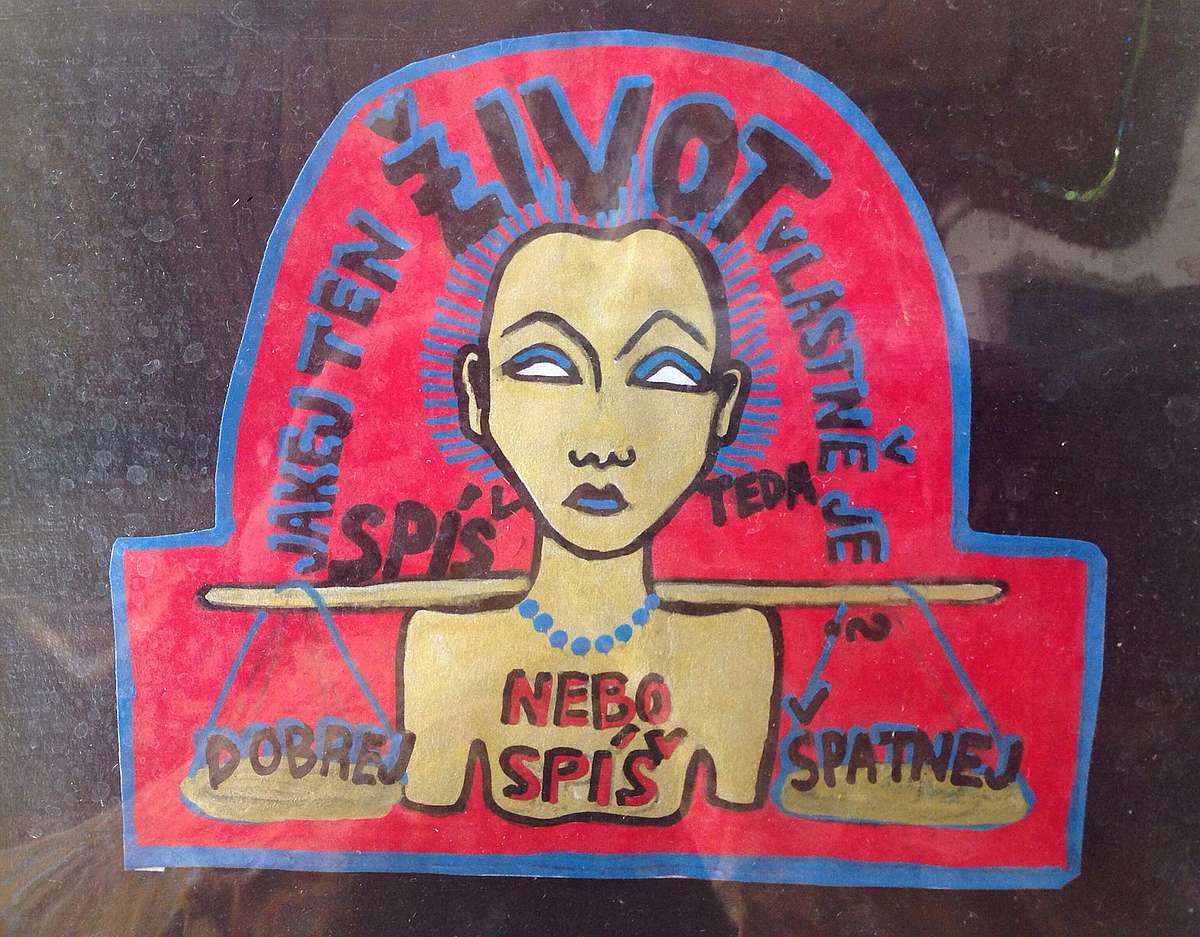 JAKEJ TEN ŽIVOT VLASTNĚ JE ?
SPÍŠ TEDA
DOBREJ
NEBO
SPÍŠ
ŠPATNEJ